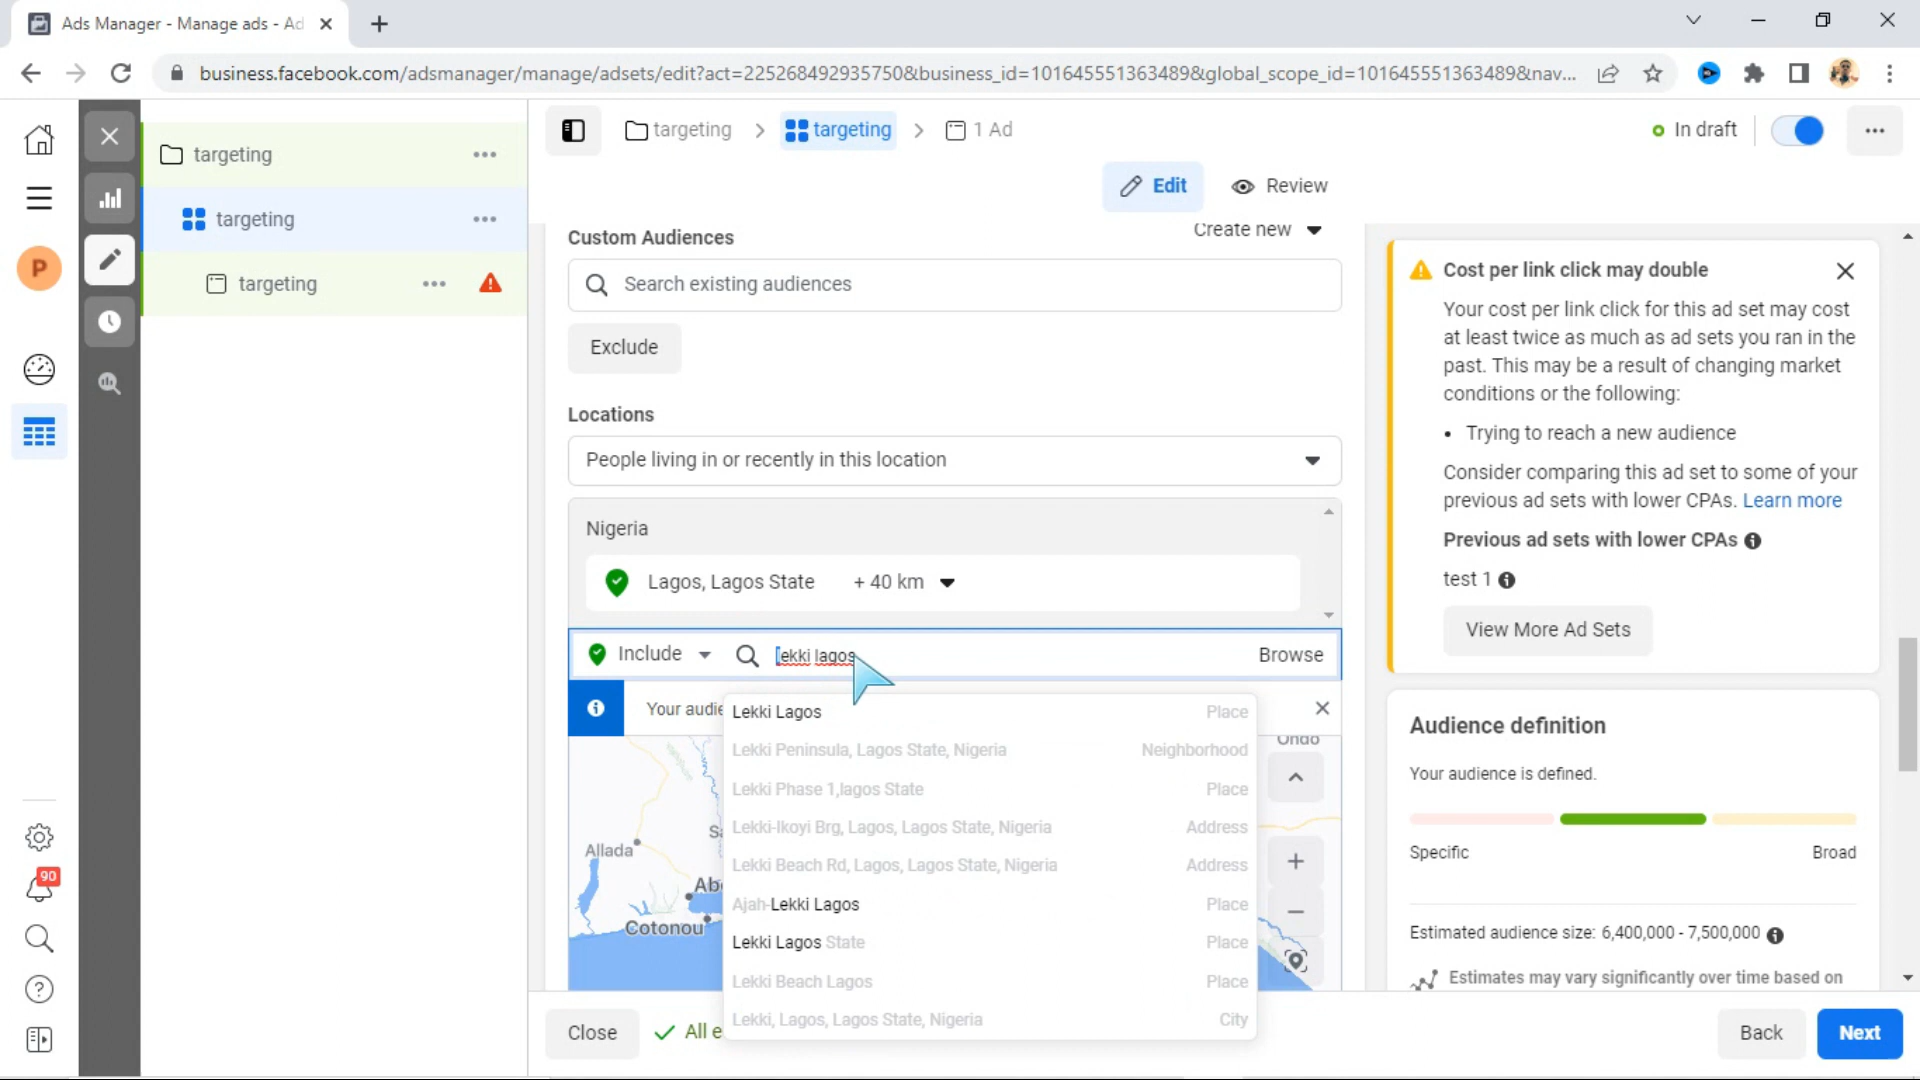 Ads Manager - Manage ads - Ad
business.facebook.com/adsmanager/manage/adsets/edit?act=225268492935750&business_id=101645551363489&global_scope_id=101645551363489&nav...
targeting
targeting
targeting
P
90
targeting
targeting
1 Ad
In draft
Edit
Review
Custom Audiences
Create new
Search existing audiences
Exclude
Locations
People living in or recently in this location
Nigeria
Lagos, Lagos State + 40 km
Include
lekki lagos
Browse
Your audie
Lekki Lagos Place
Lekki Peninsula, Lagos State, Nigeria Neighborhood
Lekki Phase 1,lagos State Place
Lekki-Ikoyi Brg, Lagos, Lagos State, Nigeria Address
Lekki Beach Rd, Lagos, Lagos State, Nigeria Address
Ajah-Lekki Lagos Place
Lekki Lagos State Place
Lekki Beach Lagos Place
Lekki, Lagos, Lagos State, Nigeria City
Ondo
Allada
Abe
Cotonou
Close
All e
Back
Next
Cost per link click may double
Your cost per link click for this ad set may cost
at least twice as much as ad sets you ran in the
past. This may be a result of changing market
conditions or the following:
• Trying to reach a new audience
Consider comparing this ad set to some of your
previous ad sets with lower CPAs. Learn more
Previous ad sets with lower CPAs
test 1
View More Ad Sets
Audience definition
Your audience is defined.
Specific
Broad
Estimated audience size: 6,400,000 - 7,500,000
Estimates may vary significantly over time based on